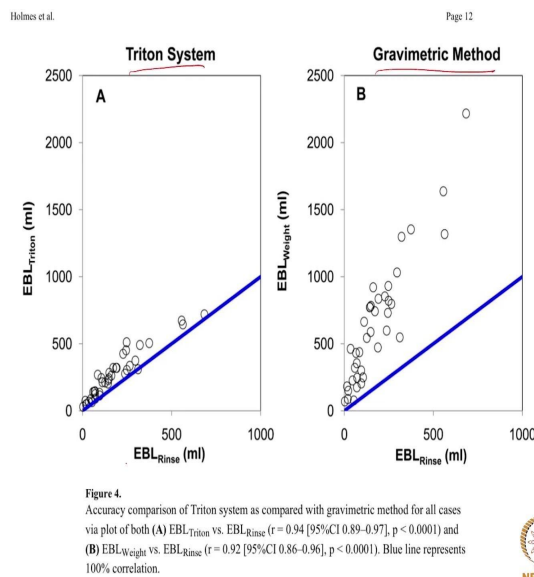 Holmes et al.
Page 12
Triton System
Gravimetric Method
2500
2000
1500
1000
500
0
A
EBLTriton (ml)
0
500
1000
EBLRinse (ml)
2500
2000
1500
1000
500
0
B
EBLWeight (ml)
0
500
1000
EBLRinse (ml)
Figure 4.
Accuracy comparison of Triton system as compared with gravimetric method for all cases
via plot of both (A) EBLTriton vs. EBLRinse (r = 0.94 [95%CI 0.89–0.97], p < 0.0001) and
(B) EBLWeight vs. EBLRinse (r = 0.92 [95%CI 0.86–0.96], p < 0.0001). Blue line represents
100% correlation.